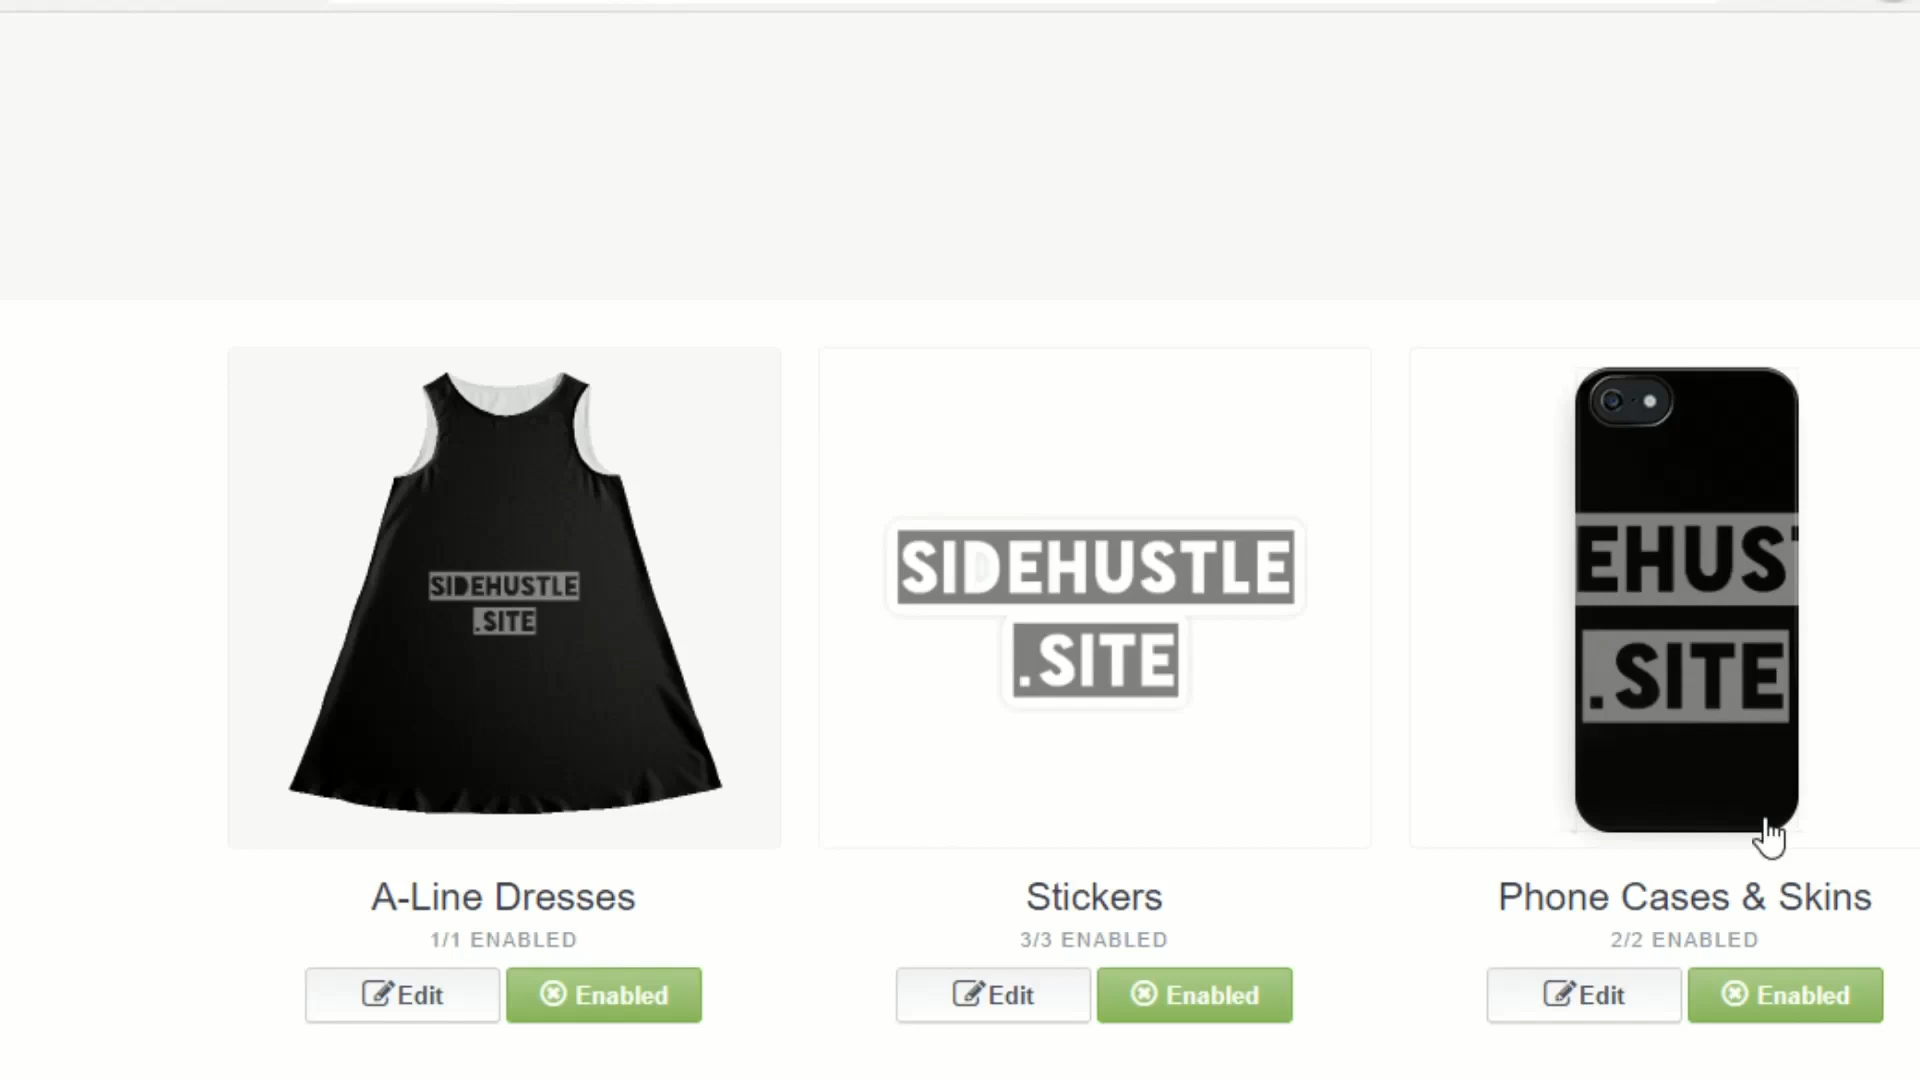 SIDEHUSTLE
.SITE
SIDEHUSTLE
.SITE
EHUS
.SITE
A-Line Dresses
Stickers
Phone Cases & Skins
1/1 ENABLED
3/3 ENABLED
2/2 ENABLED
Edit
Enabled
Edit
Enabled
Edit
Enabled